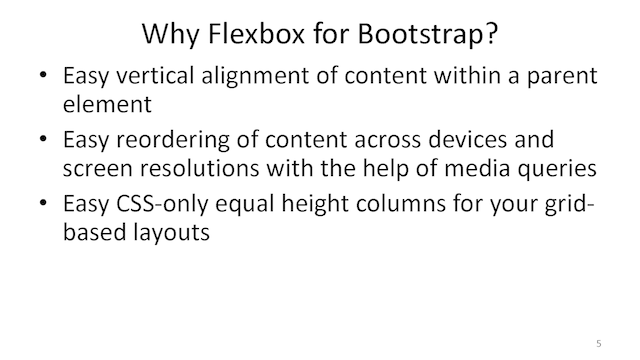 Why Flexbox for Bootstrap?
• Easy vertical alignment of content within a parent
element
• Easy reordering of content across devices and
screen resolutions with the help of media queries
• Easy CSS-only equal height columns for your grid-
based layouts
5